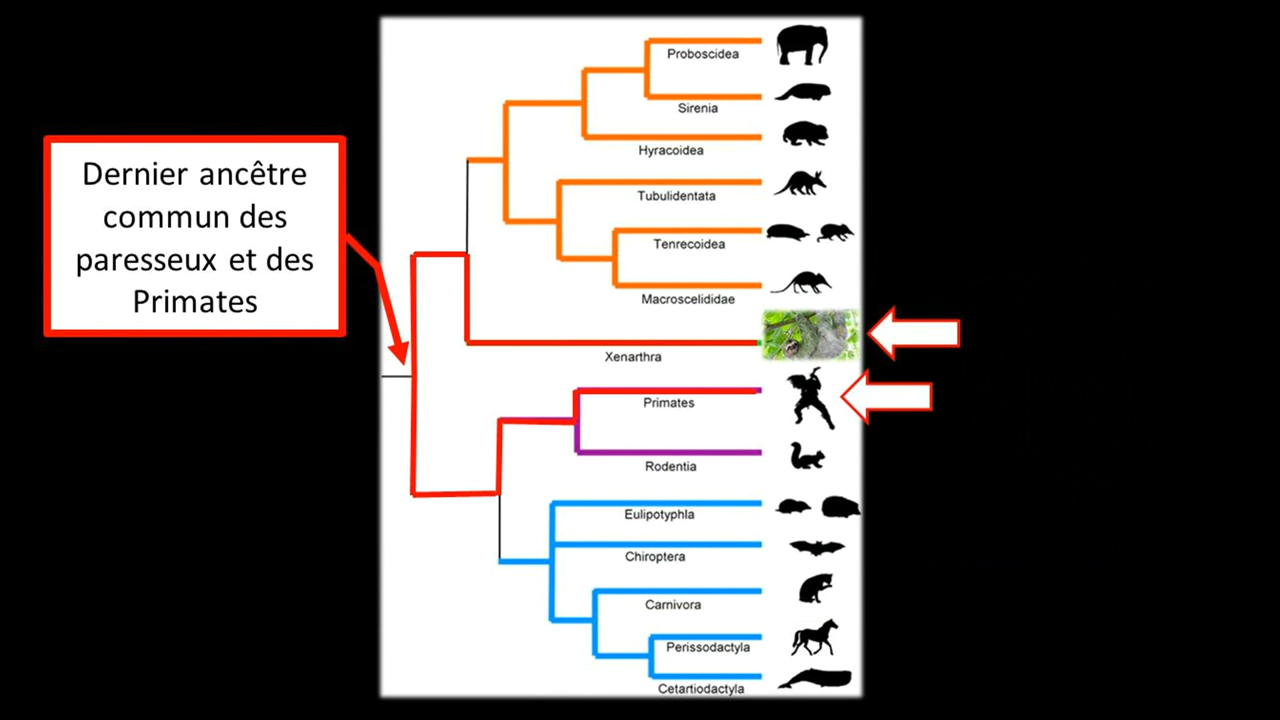 Dernier ancêtre
commun des
paresseux et des
Primates
Proboscidea
Sirenia
Hyracoidea
Tubulidentata
Tenrecoidea
Macroscelididae
Xenarthra
Primates
Rodentia
Eulipotyphla
Chiroptera
Carnivora
Perissodactyla
Cetartiodactyla